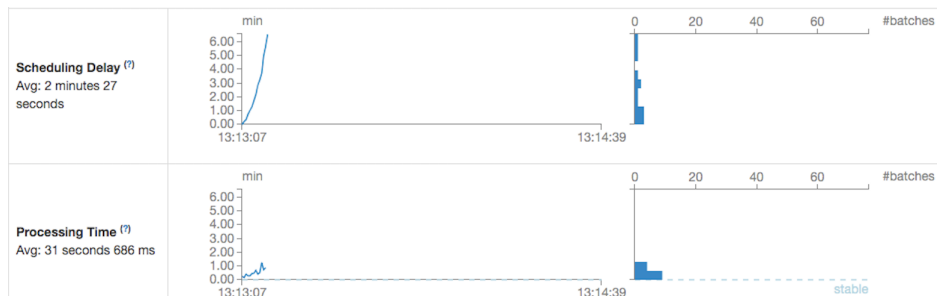 min
0 20 40 60 #batches
6.00
5.00
4.00
3.00
2.00
1.00
0.00
Scheduling Delay (?)
Avg: 2 minutes 27
seconds
13:13:07 13:14:39
min
0 20 40 60 #batches
6.00
5.00
4.00
3.00
2.00
1.00
0.00
Processing Time (?)
Avg: 31 seconds 686 ms
stable
13:13:07 13:14:39